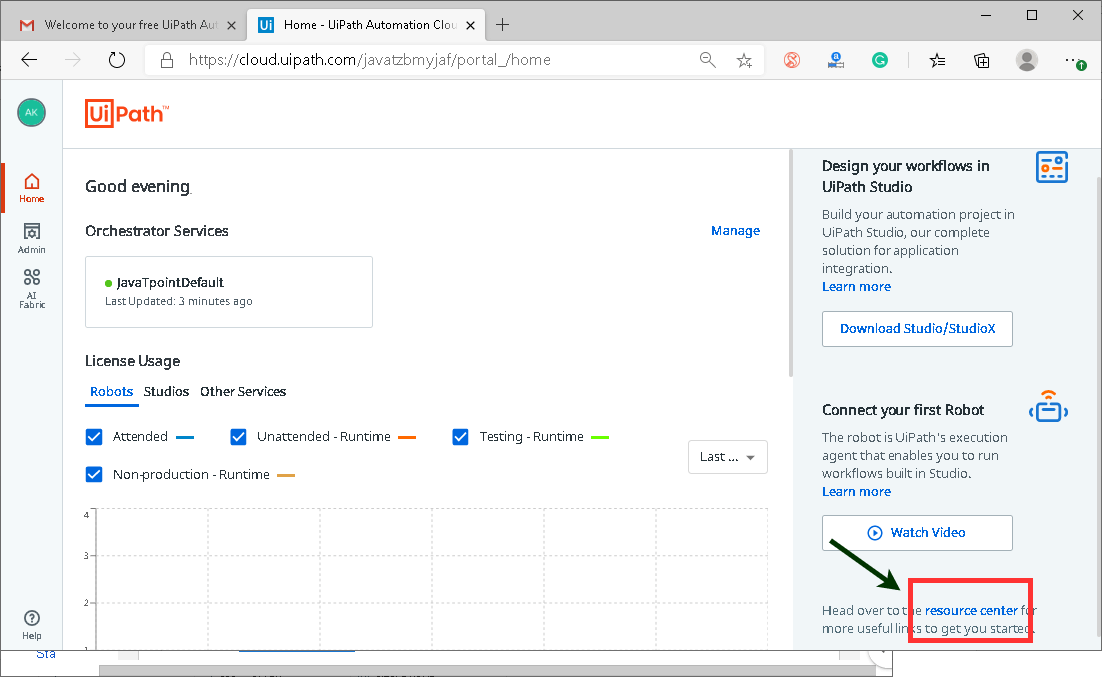 Welcome to your free UiPath Aut
Home - UiPath Automation Clou
https://cloud.uipath.com/javatzbmyjaf/portal_/home
AK
UiPath™
Home
Admin
AI
Fabric
Help
Good evening,
Orchestrator Services
Manage
JavaTpointDefault
Last Updated: 3 minutes ago
License Usage
Robots Studios Other Services
Attended Unattended - Runtime Testing - Runtime
Non-production - Runtime
Last ...
4
3
2
1
Design your workflows in
UiPath Studio
Build your automation project in
UiPath Studio, our complete
solution for application
integration.
Learn more
Download Studio/StudioX
Connect your first Robot
The robot is UiPath's execution
agent that enables you to run
workflows built in Studio.
Learn more
Watch Video
Head over to the resource center for
more useful links to get you started.
Sta